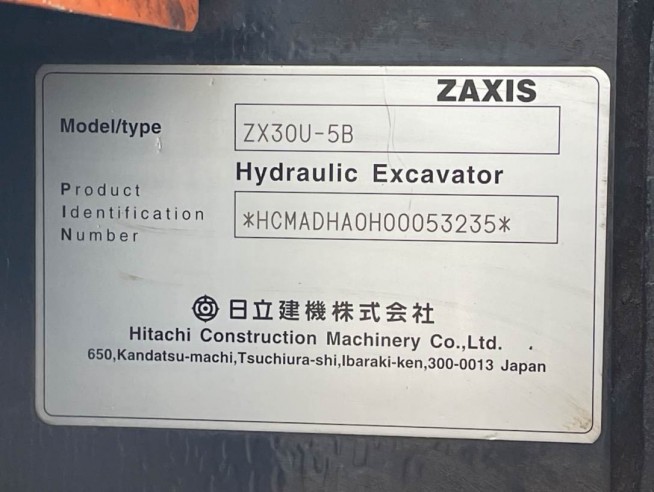 ZAXIS
Model/type
ZX30U-5B
Hydraulic Excavator
Product
Identification
Number
*HCMADHA0H00053235*
日立建機株式会社
Hitachi Construction Machinery Co.,Ltd.
650,Kandatsu-machi,Tsuchiura-shi,Ibaraki-ken,300-0013 Japan